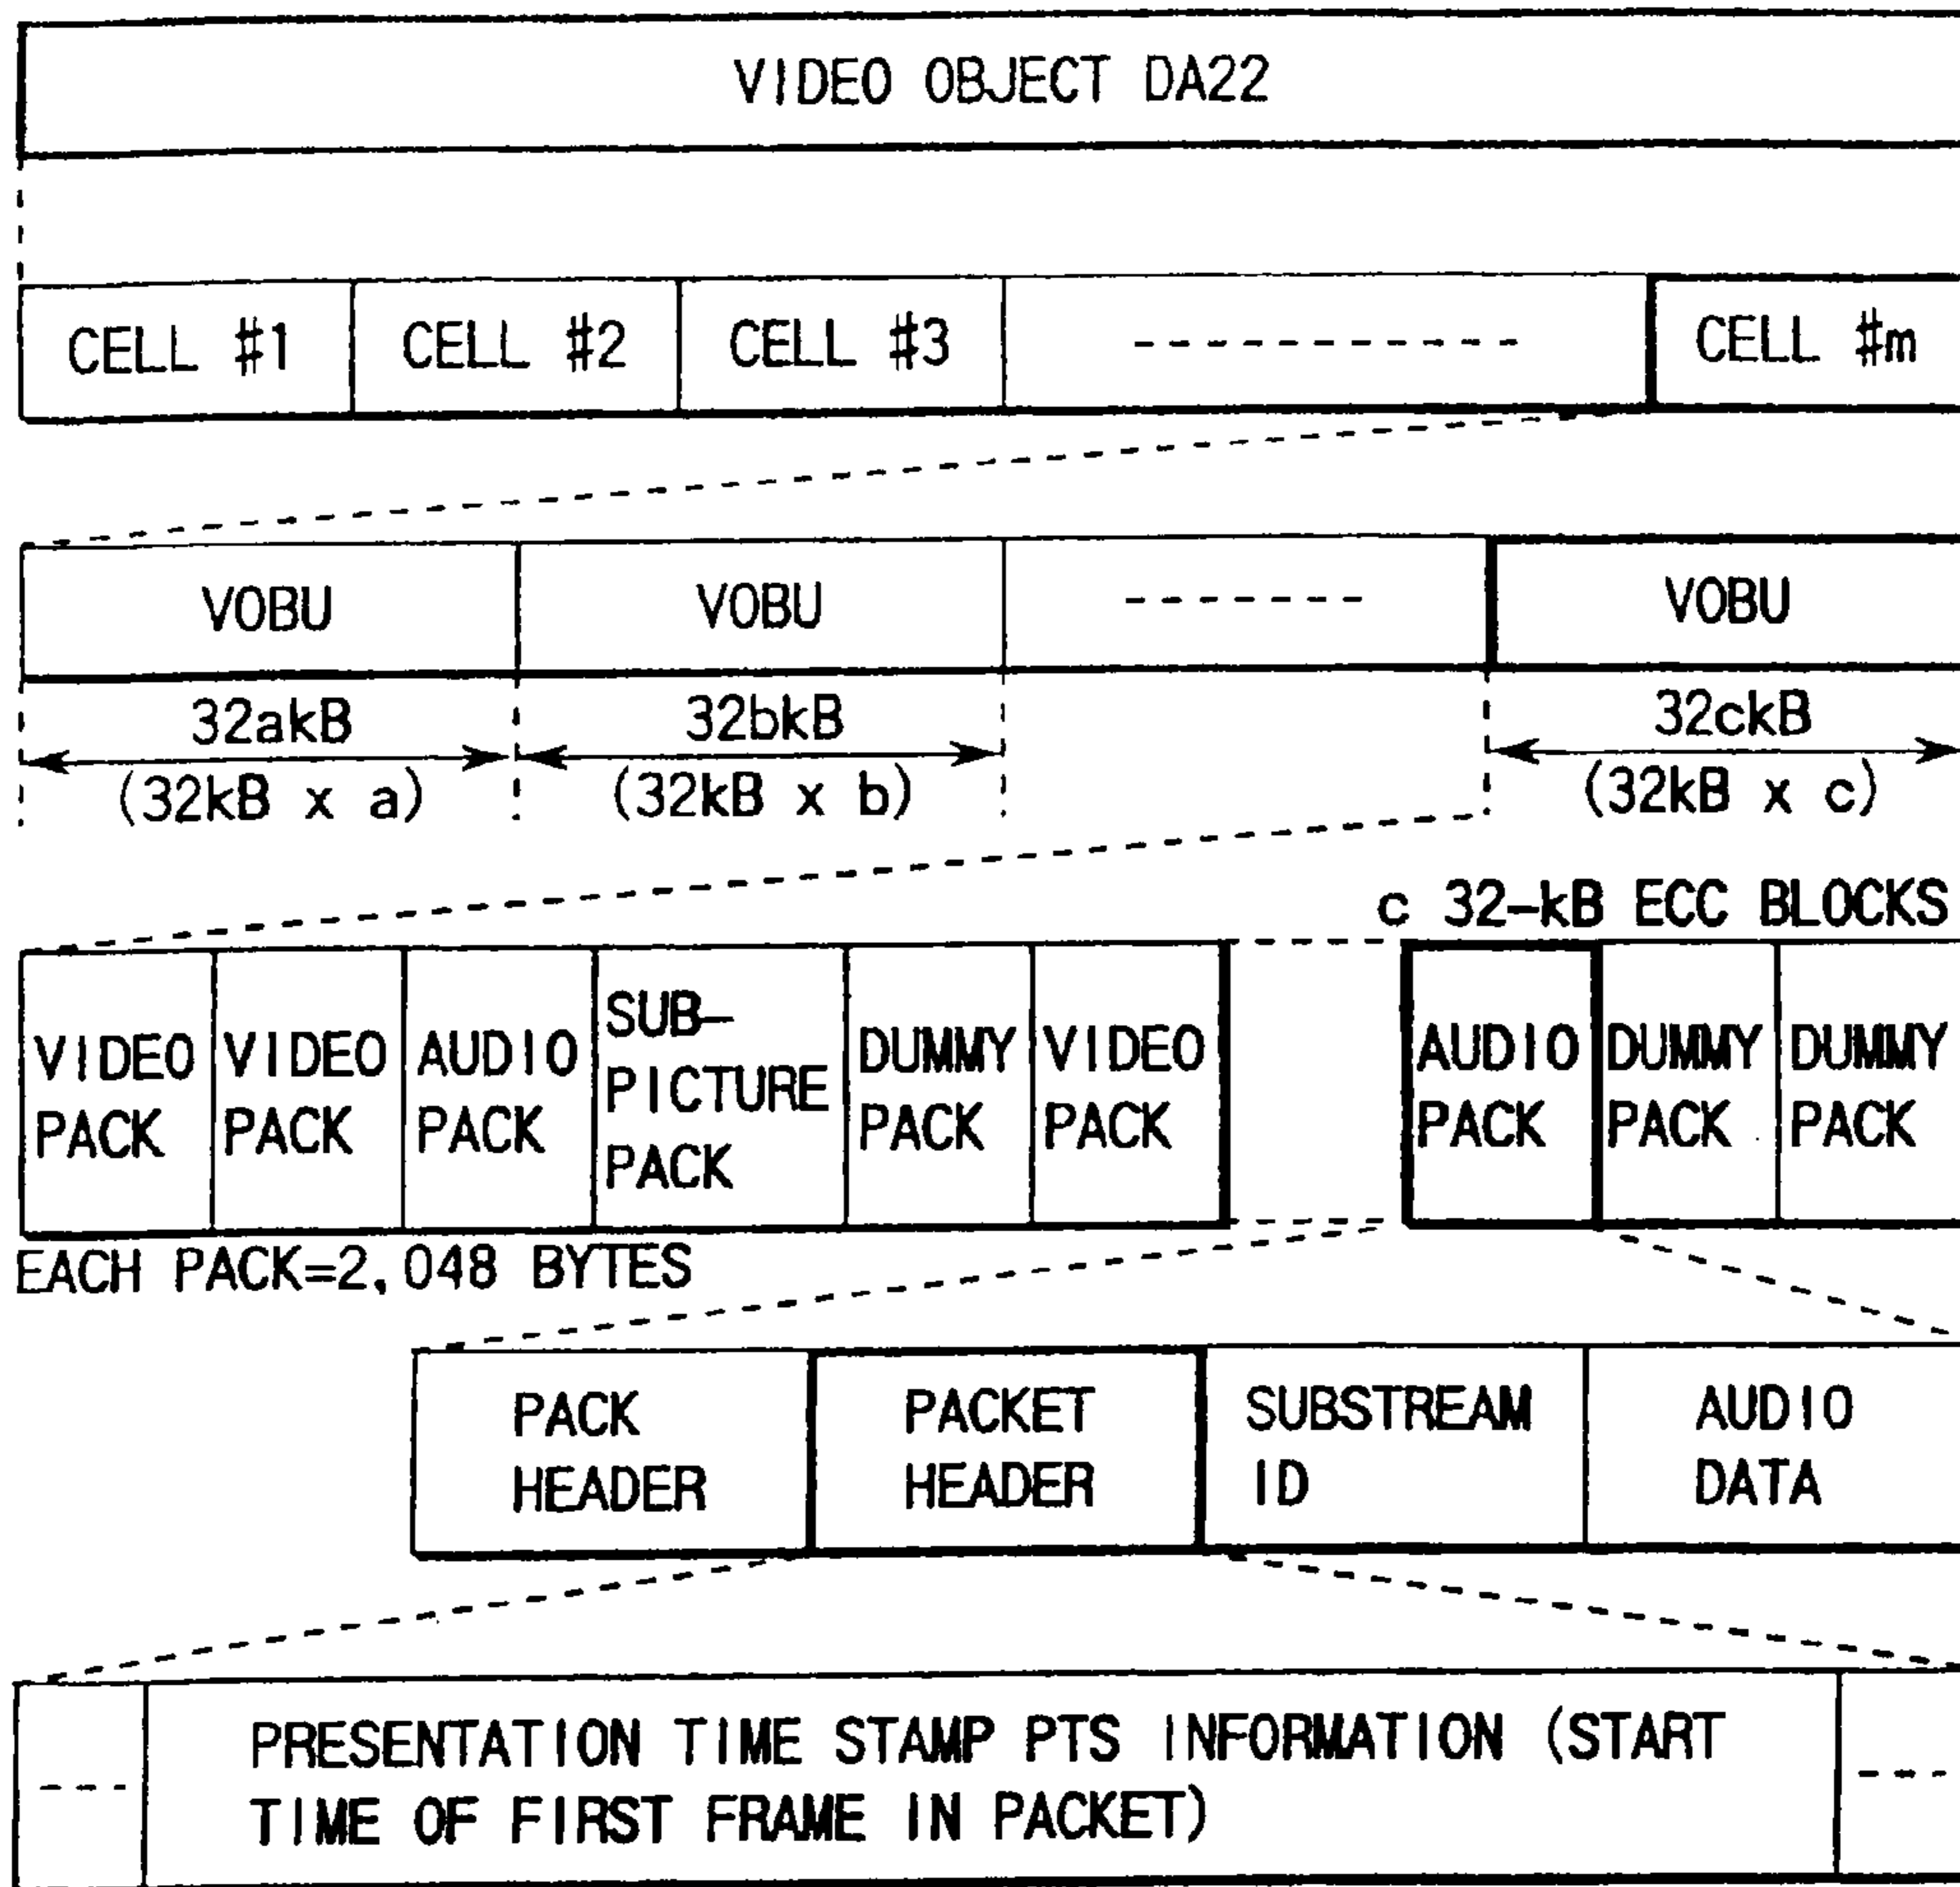 VIDEO OBJECT DA22
CELL #1 CELL #2 CELL #3 CELL #m
VOBU VOBU VOBU
32akB 32bkB 32ckB
(32kB x a) (32kB x b) (32kB x c)
c 32-kB ECC BLOCKS
VIDEO PACK
VIDEO PACK
AUDIO PACK
SUB-
PICTURE
PACK
DUMMY PACK
VIDEO PACK
AUDIO PACK
DUMMY PACK
DUMMY PACK
EACH PACK=2,048 BYTES
PACK
HEADER
PACKET
HEADER
SUBSTREAM
ID
AUDIO
DATA
PRESENTATION TIME STAMP PTS INFORMATION (START
TIME OF FIRST FRAME IN PACKET)